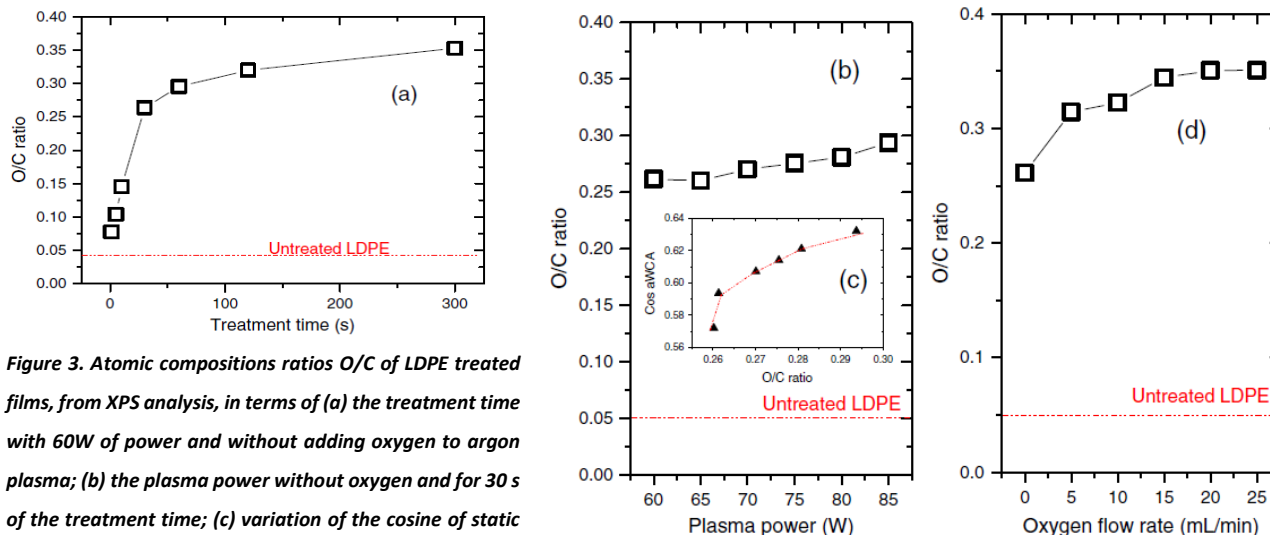 0.40
0.35
0.30
0.25
0.20
0.15
0.10
0.05
0.00
O/C ratio
(a)
Untreated LDPE
0 100 200 300
Treatment time (s)
Figure 3. Atomic compositions ratios O/C of LDPE treated
films, from XPS analysis, in terms of (a) the treatment time
with 60W of power and without adding oxygen to argon
plasma; (b) the plasma power without oxygen and for 30 s
of the treatment time; (c) variation of the cosine of static
0.40
0.35
0.30
0.25
0.20
0.15
0.10
0.05
0.00
O/C ratio
(b)
0.64
0.62
0.60
0.58
0.56
Cos aWCA
(c)
0.26 0.27 0.28 0.29 0.30
O/C ratio
Untreated LDPE
60 65 70 75 80 85
Plasma power (W)
0.4
0.3
0.2
0.1
0.0
O/C ratio
(d)
Untreated LDPE
0 5 10 15 20 25
Oxygen flow rate (mL/min)